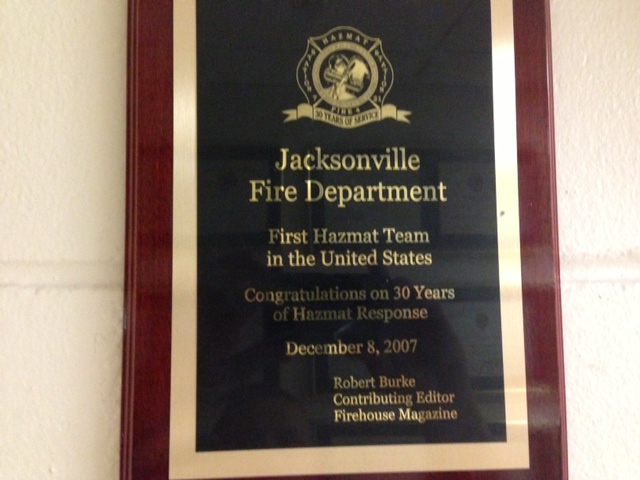 HAZMAT
FIRE
30 YEARS OF SERVICE
Jacksonville
Fire Department
First Hazmat Team
in the United States
Congratulations on 30 Years
of Hazmat Response
December 8, 2007
Robert Burke
Contributing Editor
Firehouse Magazine